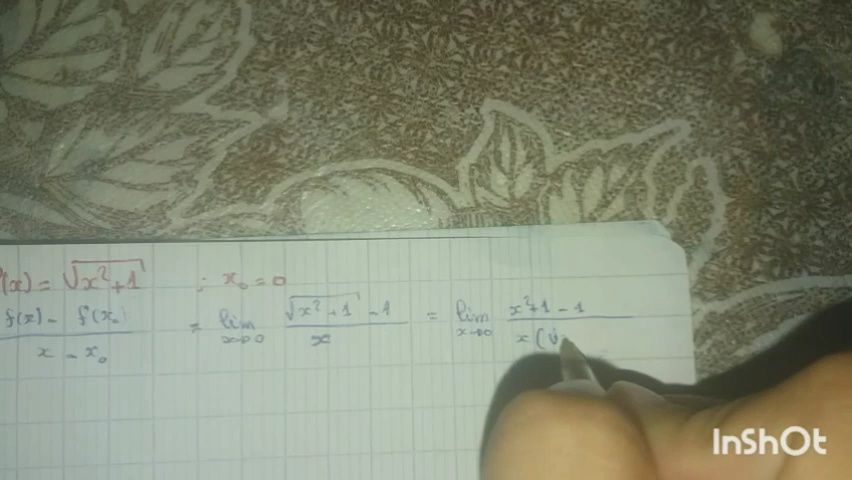 f(x) = √(x²+1) ; x₀ = 0
f(x) - f(x₀) / x - x₀ = lim x→0 √(x²+1) - 1 / x = lim x→0 x²+1-1 / x(√
InShOt